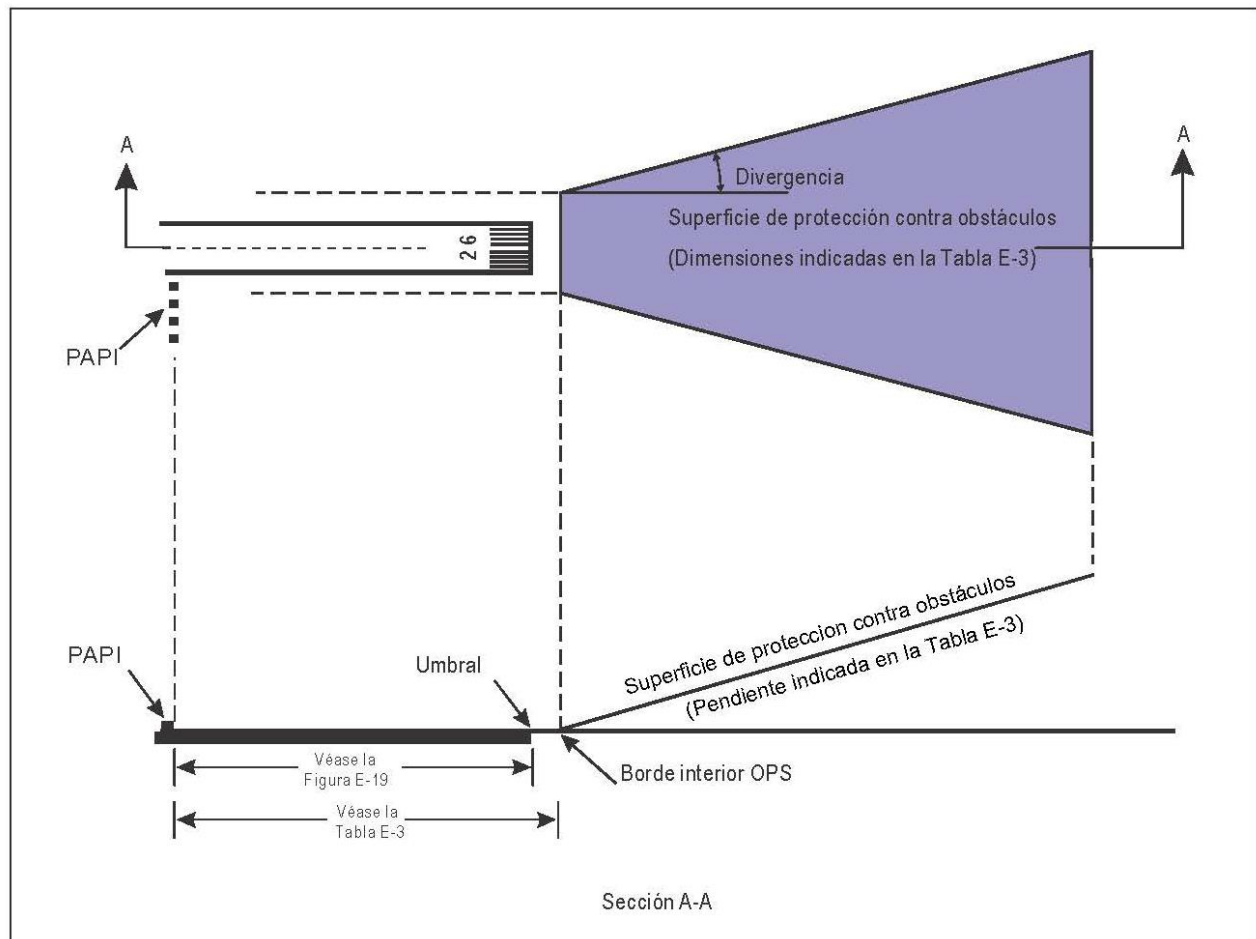 A
A
Divergencia
Superficie de protección contra obstáculos
(Dimensiones indicadas en la Tabla E-3)
26
PAPI
Superficie de proteccion contra obstáculos
(Pendiente indicada en la Tabla E-3)
PAPI
Umbral
Véase la
Figura E-19
Borde interior OPS
Véase la
Tabla E-3
Sección A-A